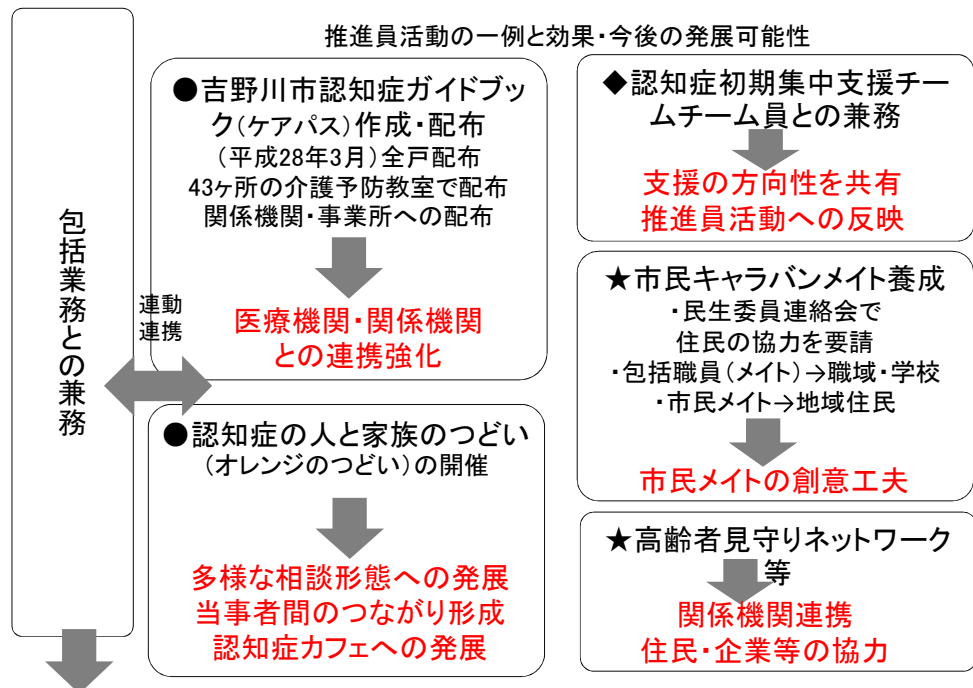 推進員活動の一例と効果・今後の発展可能性
包括業務との兼務
連動
連携
●吉野川市認知症ガイドブッ
ク(ケアパス)作成・配布
(平成28年3月)全戸配布
43ヶ所の介護予防教室で配布
関係機関・事業所への配布
医療機関・関係機関
との連携強化
●認知症の人と家族のつどい
(オレンジのつどい)の開催
多様な相談形態への発展
当事者間のつながり形成
認知症カフェへの発展
◆認知症初期集中支援チー
ムチーム員との兼務
支援の方向性を共有
推進員活動への反映
★市民キャラバンメイト養成
・民生委員連絡会で
住民の協力を要請
・包括職員(メイト)→職域・学校
・市民メイト→地域住民
市民メイトの創意工夫
★高齢者見守りネットワーク
等
関係機関連携
住民・企業等の協力